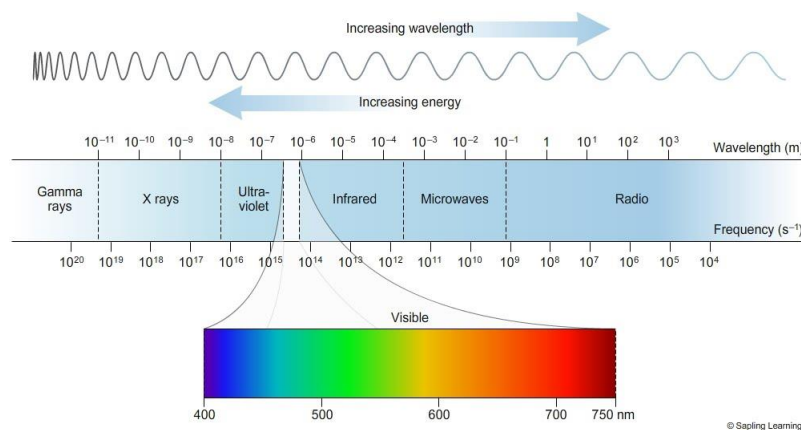 Increasing wavelength
Increasing energy
10⁻¹¹ 10⁻¹⁰ 10⁻⁹ 10⁻⁸ 10⁻⁷ 10⁻⁶ 10⁻⁵ 10⁻⁴ 10⁻³ 10⁻² 10⁻¹ 1 10¹ 10² 10³ Wavelength (m)
Gamma rays
X rays
Ultra-
violet
Infrared
Microwaves
Radio
Frequency (s⁻¹)
10²⁰ 10¹⁹ 10¹⁸ 10¹⁷ 10¹⁶ 10¹⁵ 10¹⁴ 10¹³ 10¹² 10¹¹ 10¹⁰ 10⁹ 10⁸ 10⁷ 10⁶ 10⁵ 10⁴
Visible
400 500 600 700 750 nm
© Sapling Learning